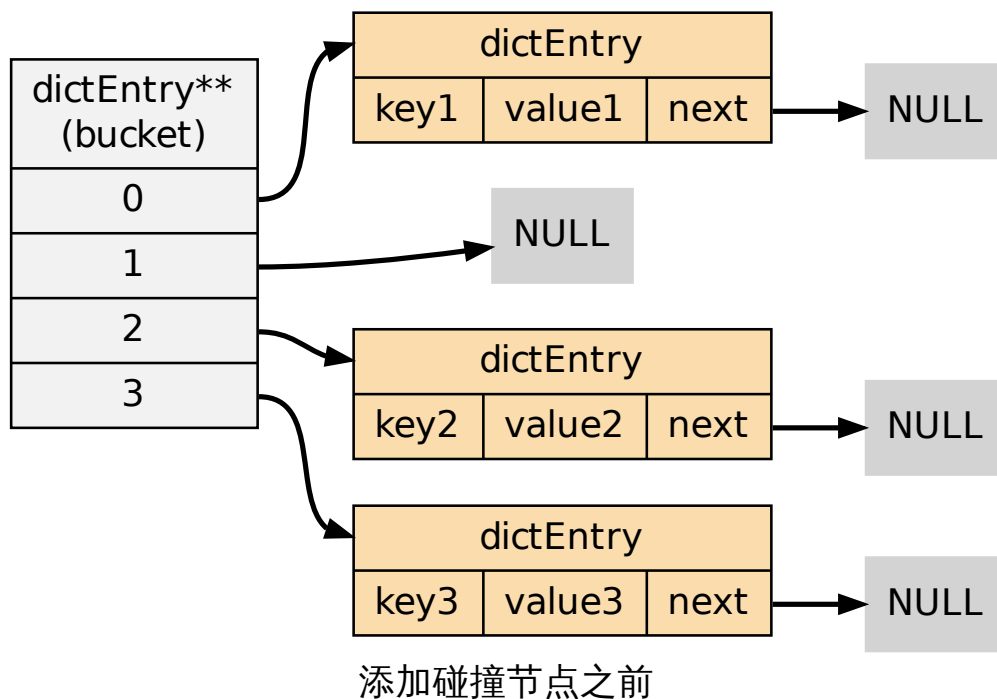 dictEntry**
(bucket)
0
1
2
3
dictEntry
key1 value1 next
NULL
NULL
dictEntry
key2 value2 next
NULL
dictEntry
key3 value3 next
NULL
添加碰撞节点之前